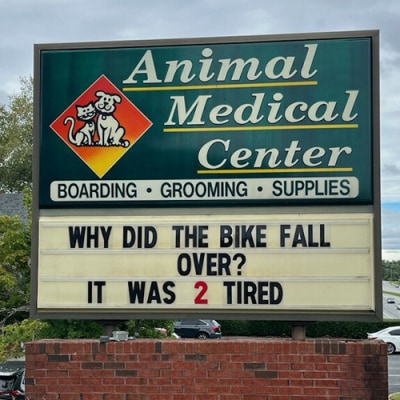 Animal
Medical
Center
BOARDING • GROOMING • SUPPLIES
WHY DID THE BIKE FALL
OVER?
IT WAS 2 TIRED